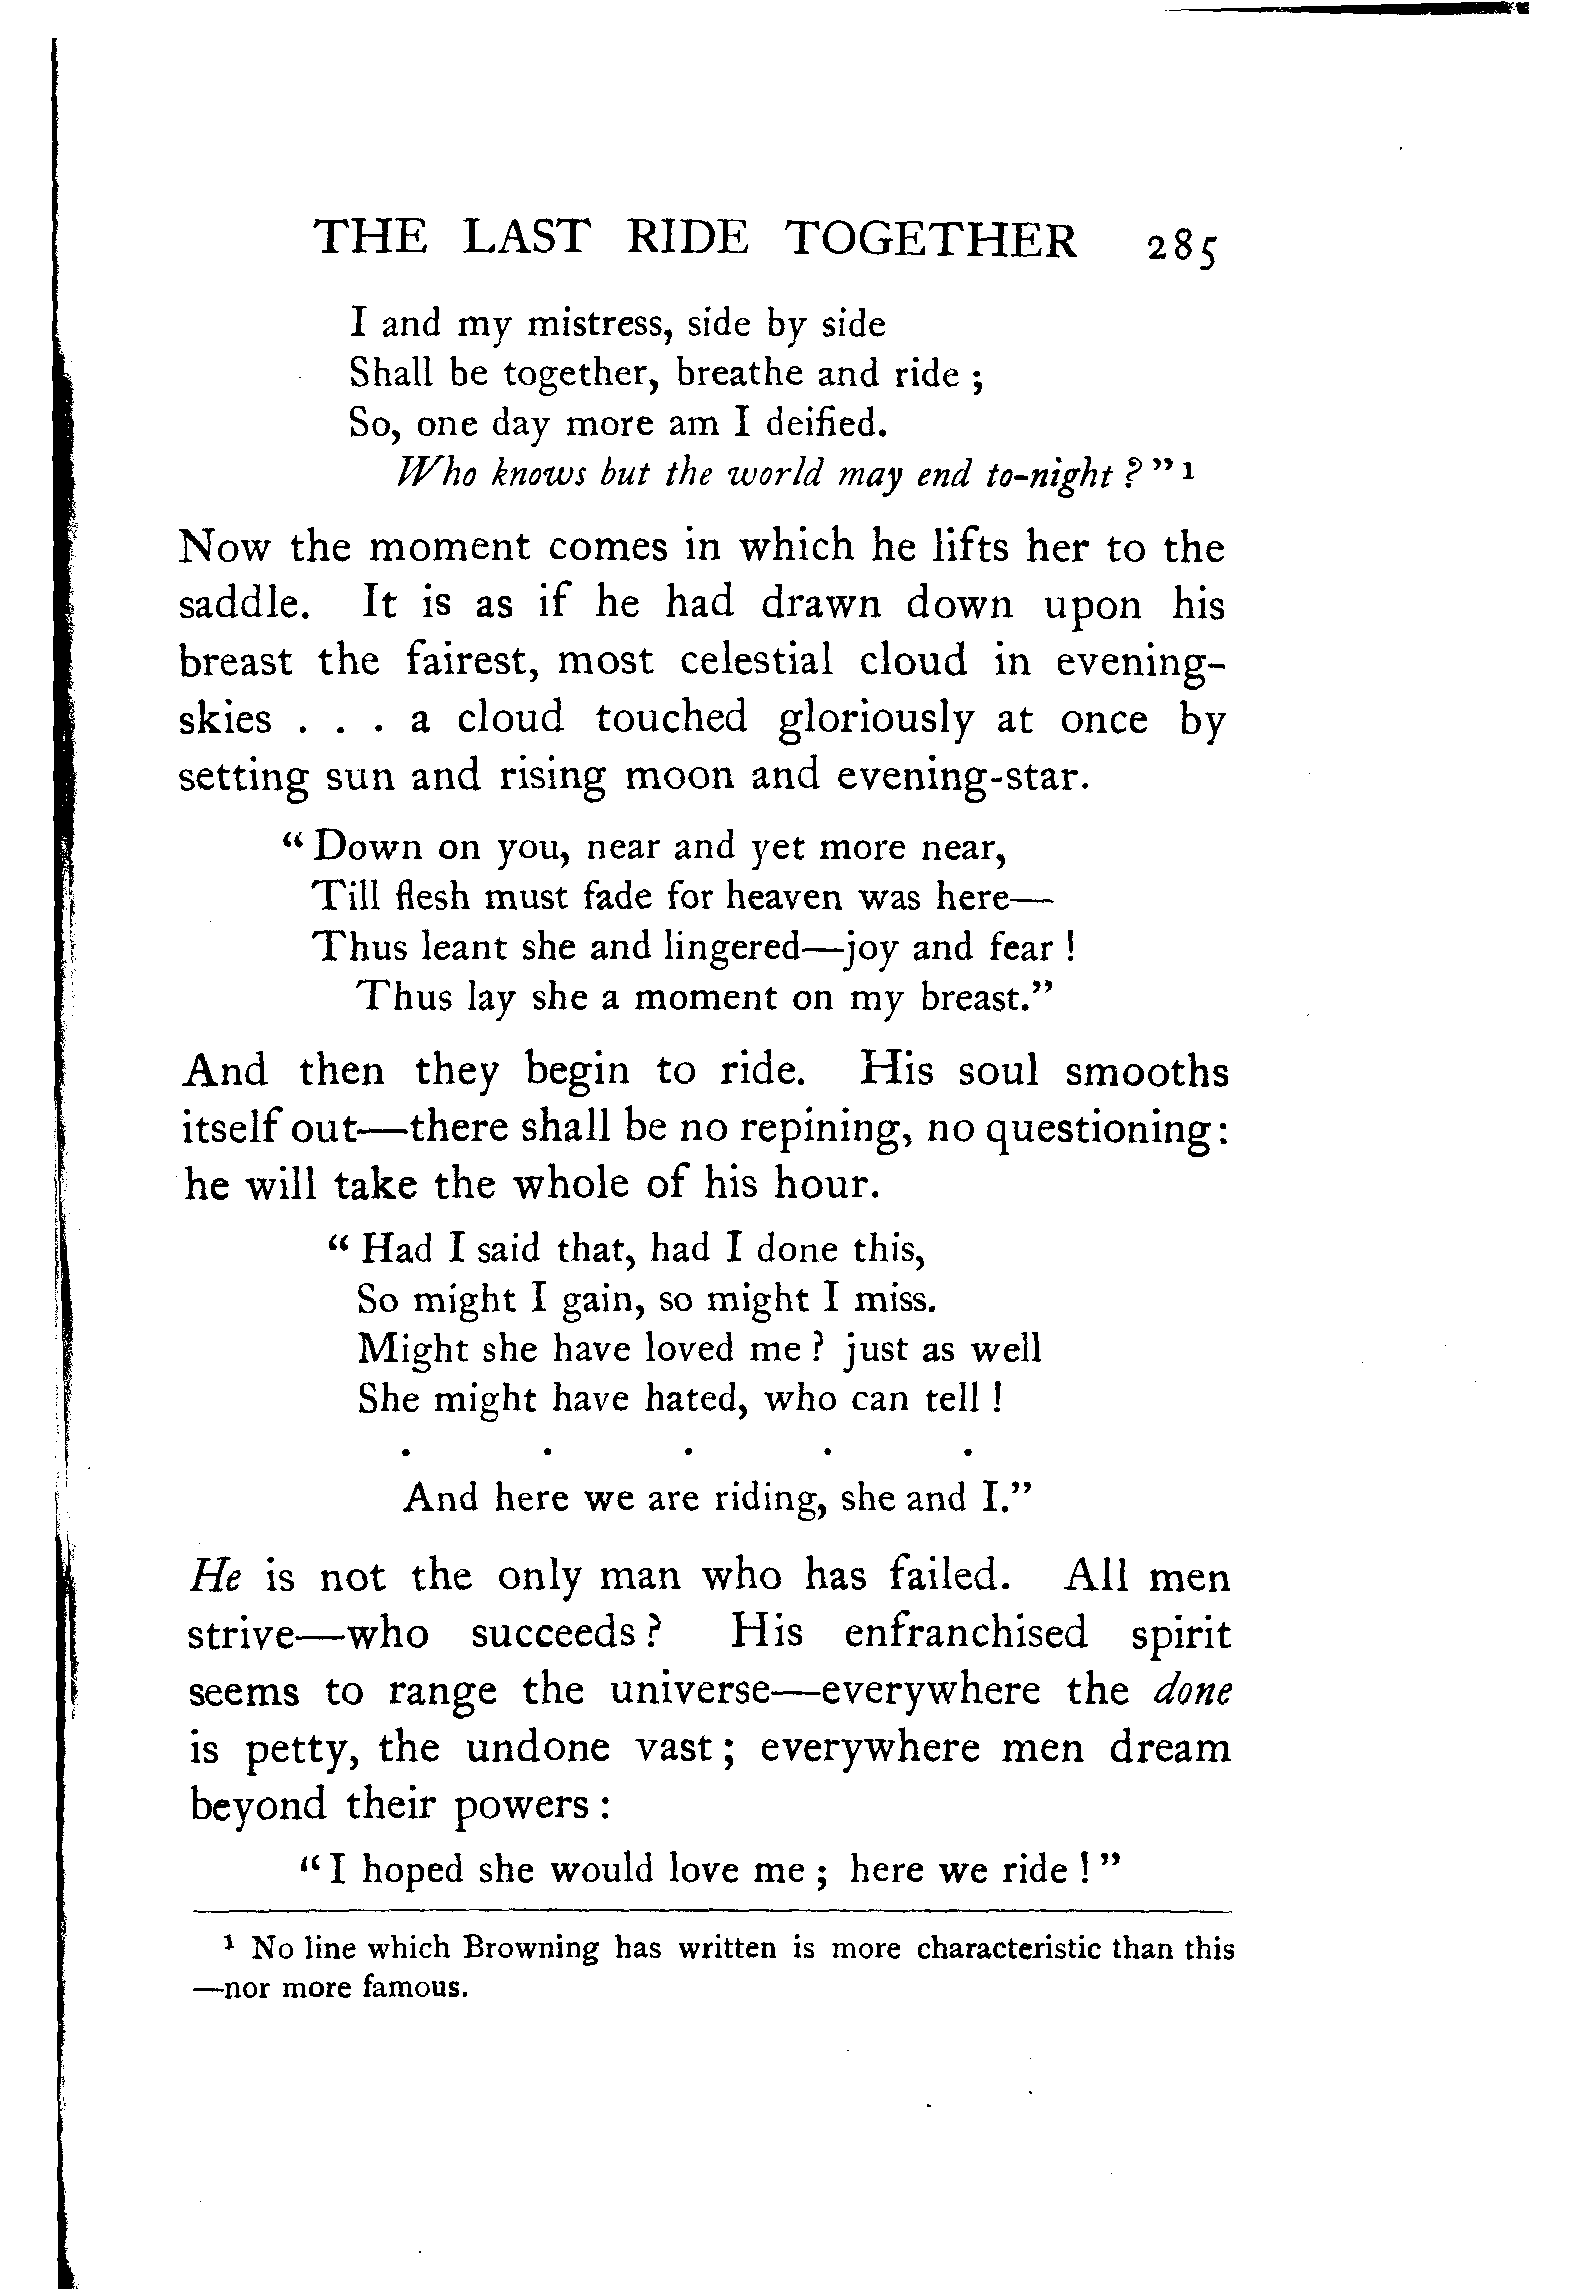 THE LAST RIDE TOGETHER 285
I and my mistress, side by side
Shall be together, breathe and ride ;
So, one day more am I deified.
Who knows but the world may end to-night ? " 1
Now the moment comes in which he lifts her to the
saddle. It is as if he had drawn down upon his
breast the fairest, most celestial cloud in evening-
skies . . . a cloud touched gloriously at once by
setting sun and rising moon and evening-star.
" Down on you, near and yet more near,
Till flesh must fade for heaven was here—
Thus leant she and lingered—joy and fear !
Thus lay she a moment on my breast."
And then they begin to ride. His soul smooths
itself out—there shall be no repining, no questioning:
he will take the whole of his hour.
" Had I said that, had I done this,
So might I gain, so might I miss.
Might she have loved me ? just as well
She might have hated, who can tell !
. . . . .
And here we are riding, she and I."
He is not the only man who has failed. All men
strive—who succeeds ? His enfranchised spirit
seems to range the universe—everywhere the done
is petty, the undone vast ; everywhere men dream
beyond their powers :
" I hoped she would love me ; here we ride ! "
1 No line which Browning has written is more characteristic than this
—nor more famous.